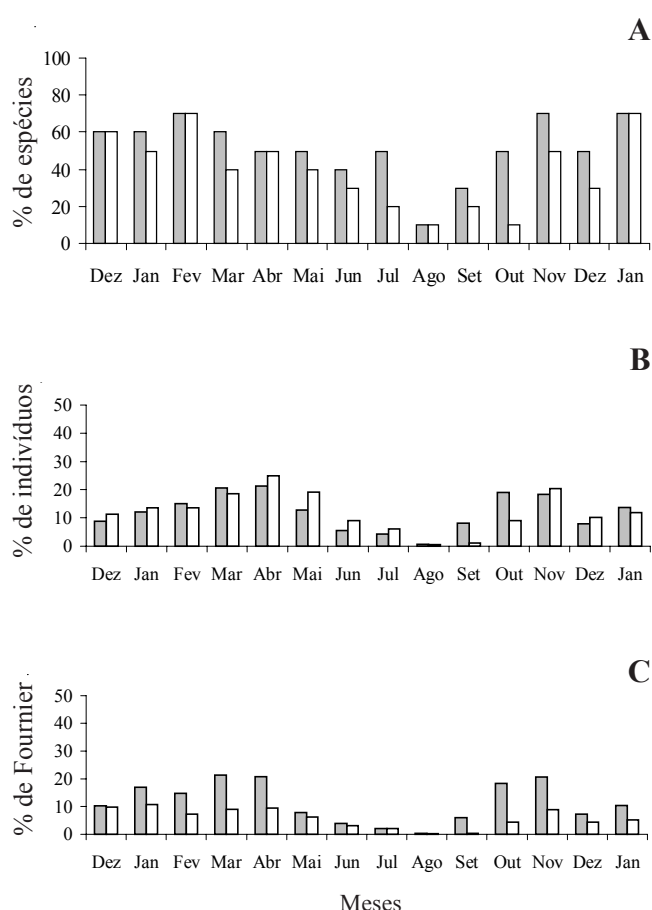 A
% de espécies
100
80
60
40
20
0
Dez Jan Fev Mar Abr Mai Jun Jul Ago Set Out Nov Dez Jan
B
% de indivíduos
50
40
30
20
10
0
Dez Jan Fev Mar Abr Mai Jun Jul Ago Set Out Nov Dez Jan
C
% de Fournier
50
40
30
20
10
0
Dez Jan Fev Mar Abr Mai Jun Jul Ago Set Out Nov Dez Jan
Meses